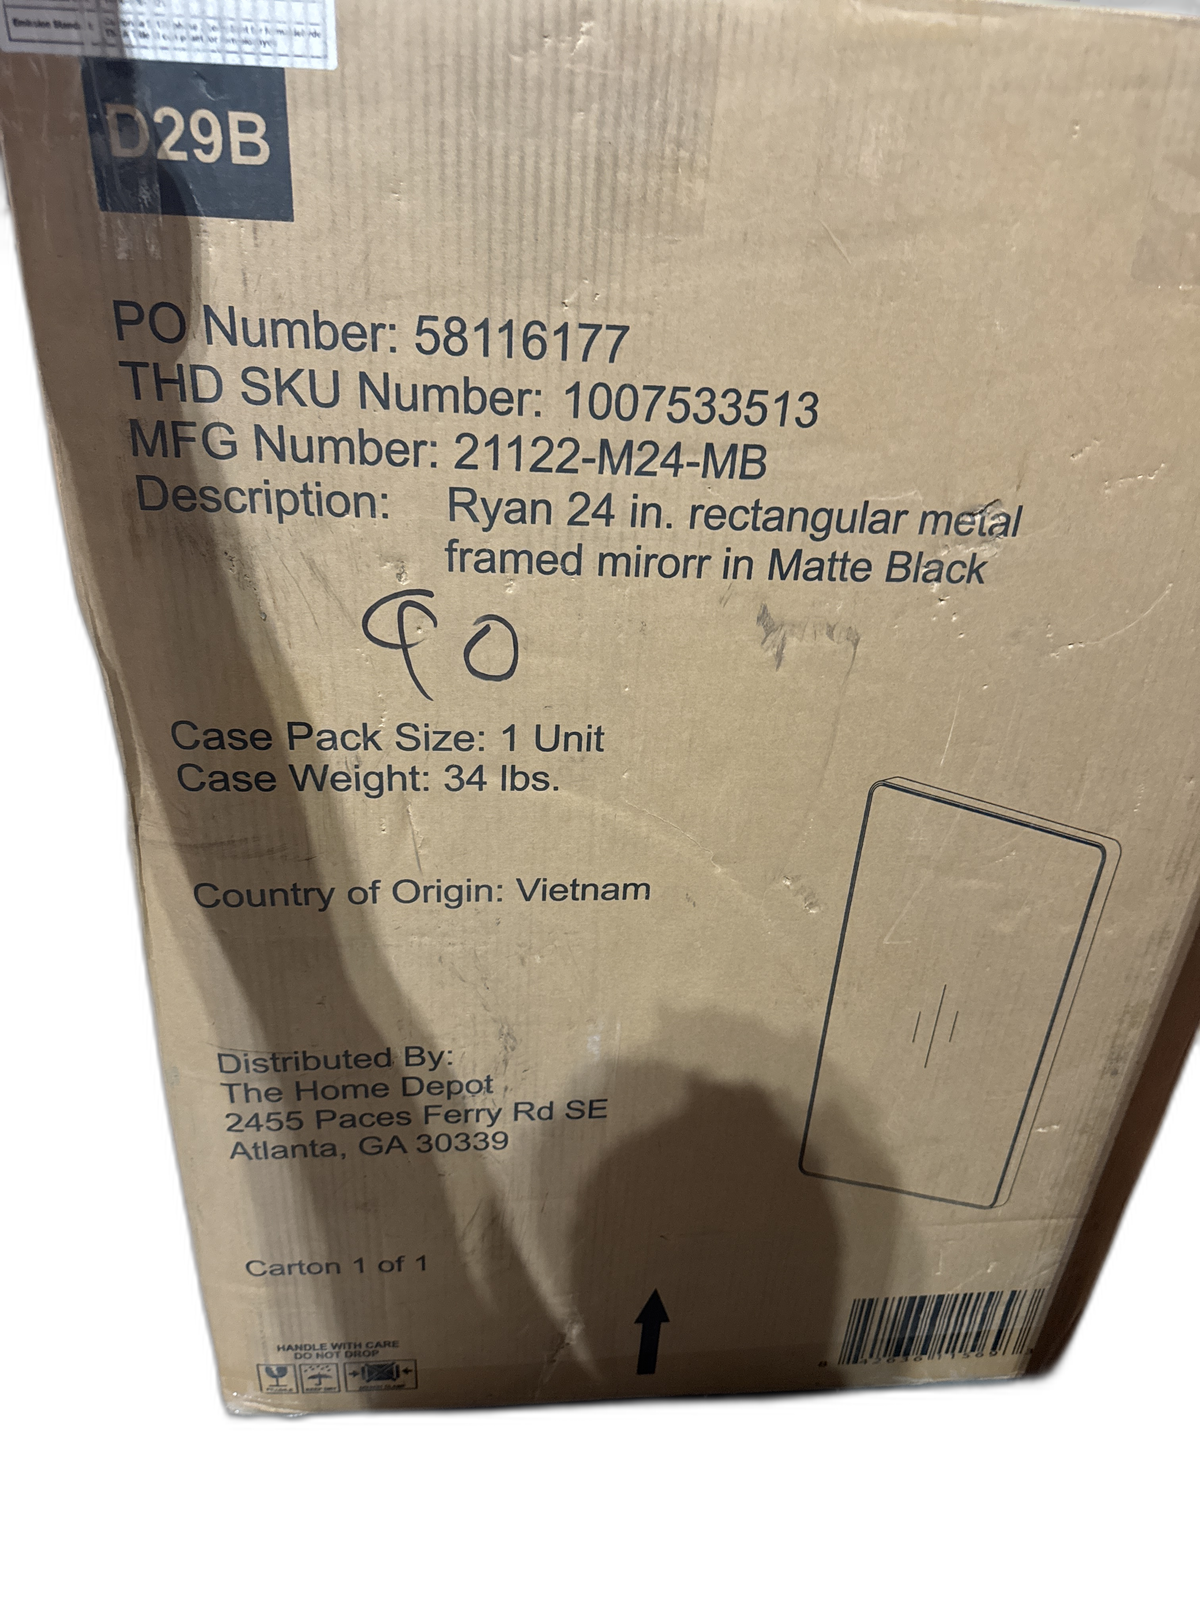 D29B
PO Number: 58116177
THD SKU Number: 1007533513
MFG Number: 21122-M24-MB
Description: Ryan 24 in. rectangular metal
framed mirorr in Matte Black
90
Case Pack Size: 1 Unit
Case Weight: 34 lbs.
Country of Origin: Vietnam
Distributed By:
The Home Depot
2455 Paces Ferry Rd SE
Atlanta, GA 30339
Carton 1 of 1
HANDLE WITH CARE
DO NOT DROP